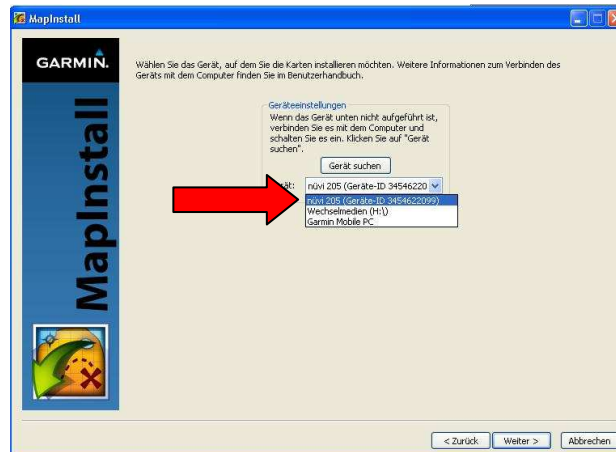 MapInstall
GARMIN.
MapInstall
Wählen Sie das Gerät, auf dem Sie die Karten installieren möchten. Weitere Informationen zum Verbinden des
Geräts mit dem Computer finden Sie im Benutzerhandbuch.
Geräteeinstellungen
Wenn das Gerät unten nicht aufgeführt ist,
verbinden Sie es mit dem Computer und
schalten Sie es ein. Klicken Sie auf "Gerät
suchen".
Gerät suchen
ät: nüvi 205 (Geräte-ID 34546220
nüvi 205 (Geräte-ID 3454622099)
Wechselmedien (H:\)
Garmin Mobile PC
< Zurück Weiter > Abbrechen